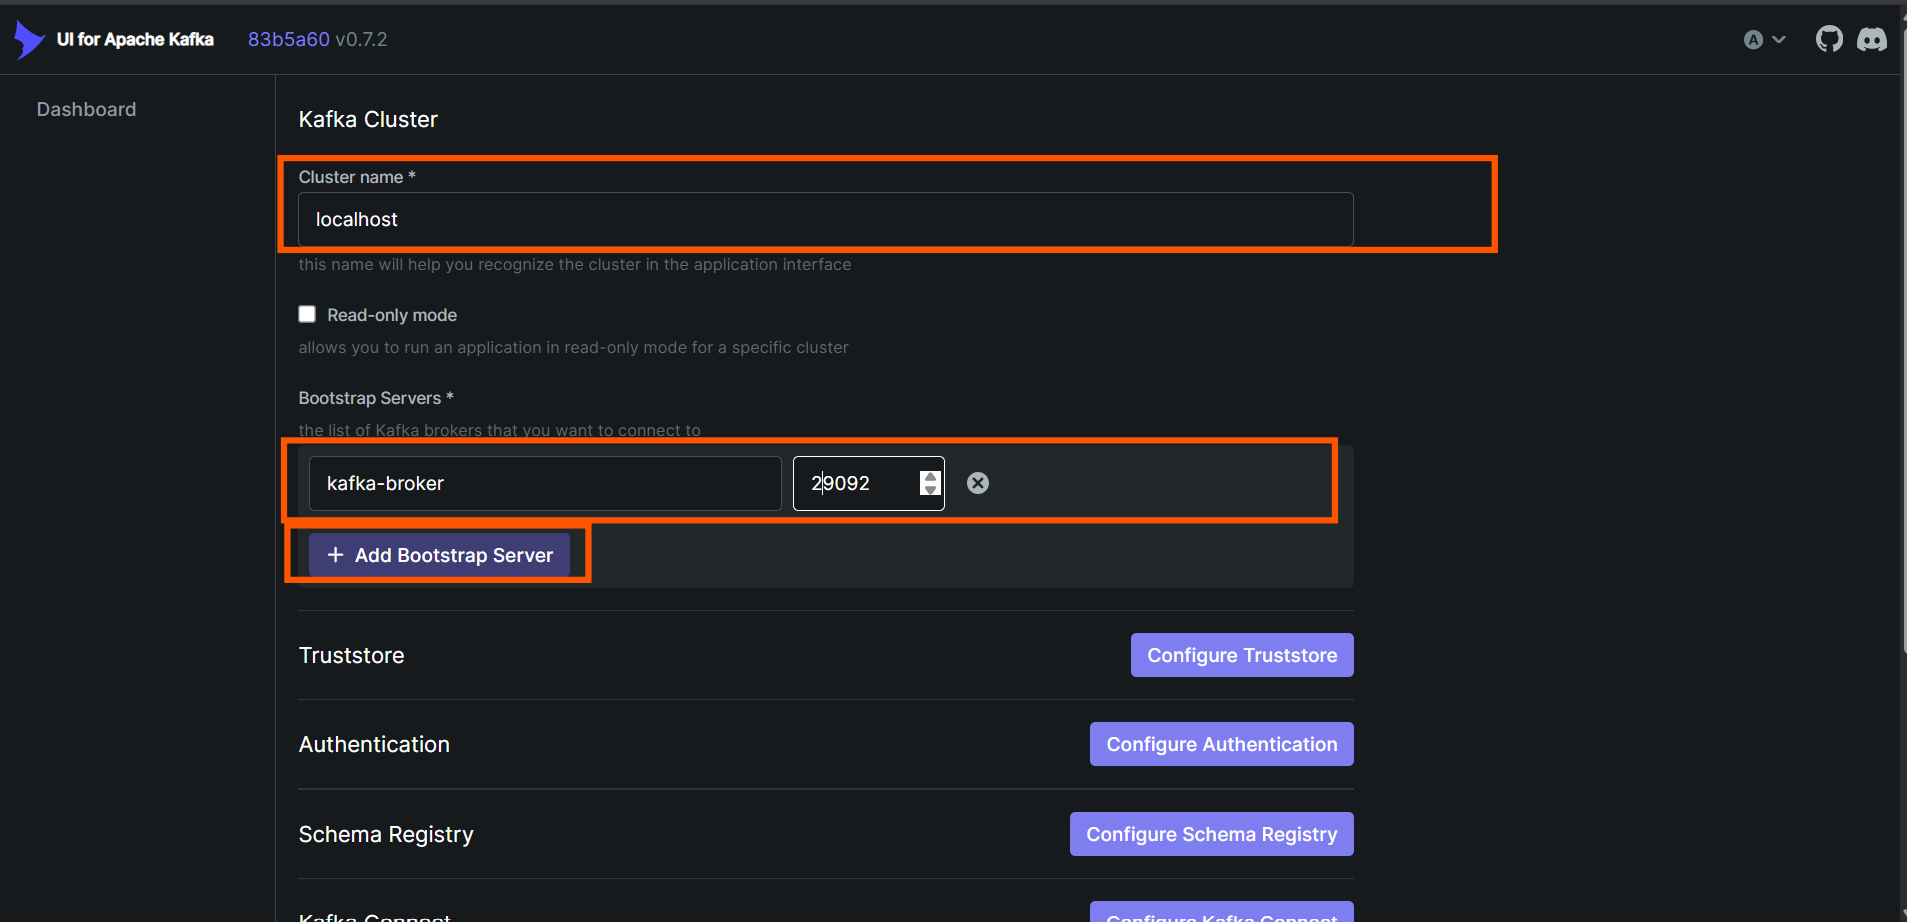 UI for Apache Kafka 83b5a60 v0.7.2 A
Dashboard
Kafka Cluster
Cluster name *
localhost
this name will help you recognize the cluster in the application interface
Read-only mode
allows you to run an application in read-only mode for a specific cluster
Bootstrap Servers *
the list of Kafka brokers that you want to connect to
kafka-broker 29092
+ Add Bootstrap Server
Truststore Configure Truststore
Authentication Configure Authentication
Schema Registry Configure Schema Registry
Kafka Connect Configure Kafka Connect